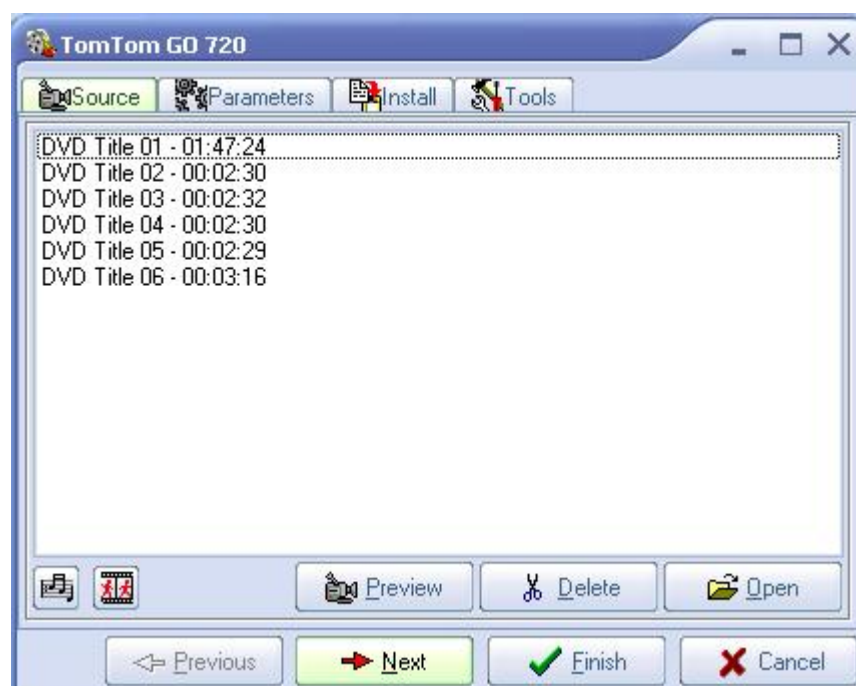 TomTom GO 720
Source Parameters Install Tools
DVD Title 01 - 01:47:24
DVD Title 02 - 00:02:30
DVD Title 03 - 00:02:32
DVD Title 04 - 00:02:30
DVD Title 05 - 00:02:29
DVD Title 06 - 00:03:16
Preview Delete Open
Previous Next Finish Cancel